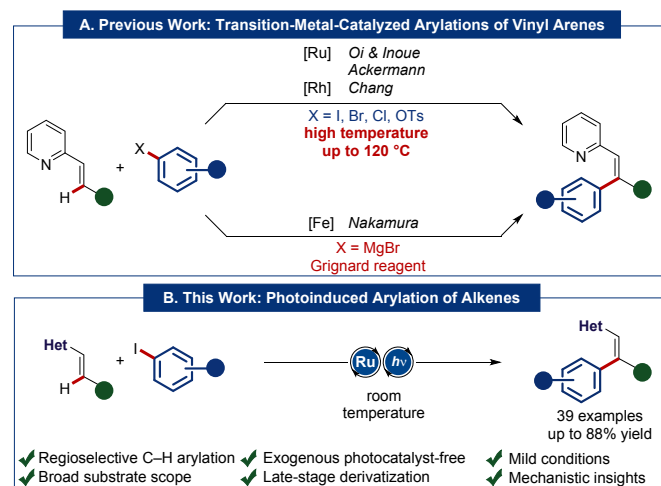 A. Previous Work: Transition-Metal-Catalyzed Arylations of Vinyl Arenes
[Ru] Oi & Inoue
Ackermann
[Rh] Chang
X = I, Br, Cl, OTs
high temperature
up to 120 °C
N
H
+
X
N
[Fe] Nakamura
X = MgBr
Grignard reagent
B. This Work: Photoinduced Arylation of Alkenes
Het
H
+
I
Ru hν
room
temperature
Het
39 examples
up to 88% yield
✓ Regioselective C–H arylation ✓ Exogenous photocatalyst-free ✓ Mild conditions
✓ Broad substrate scope ✓ Late-stage derivatization ✓ Mechanistic insights